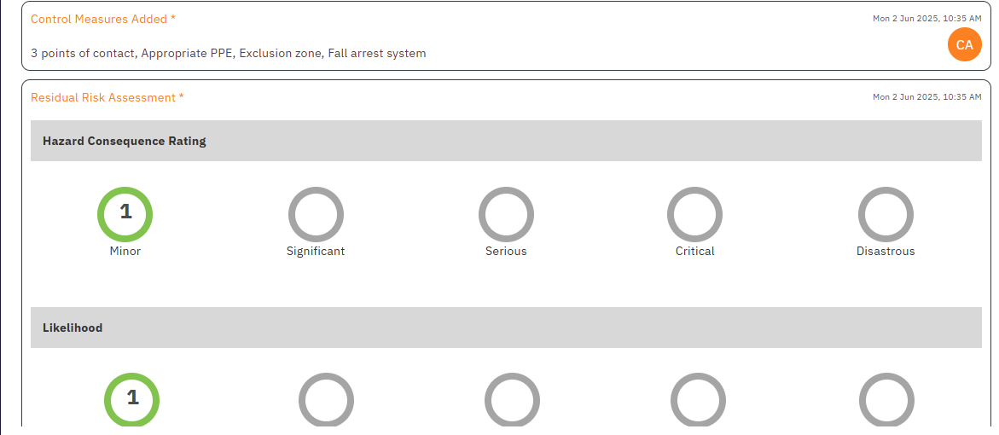 Control Measures Added *
Mon 2 Jun 2025, 10:35 AM
3 points of contact, Appropriate PPE, Exclusion zone, Fall arrest system
CA
Residual Risk Assessment *
Mon 2 Jun 2025, 10:35 AM
Hazard Consequence Rating
1
Minor
Significant
Serious
Critical
Disastrous
Likelihood
1